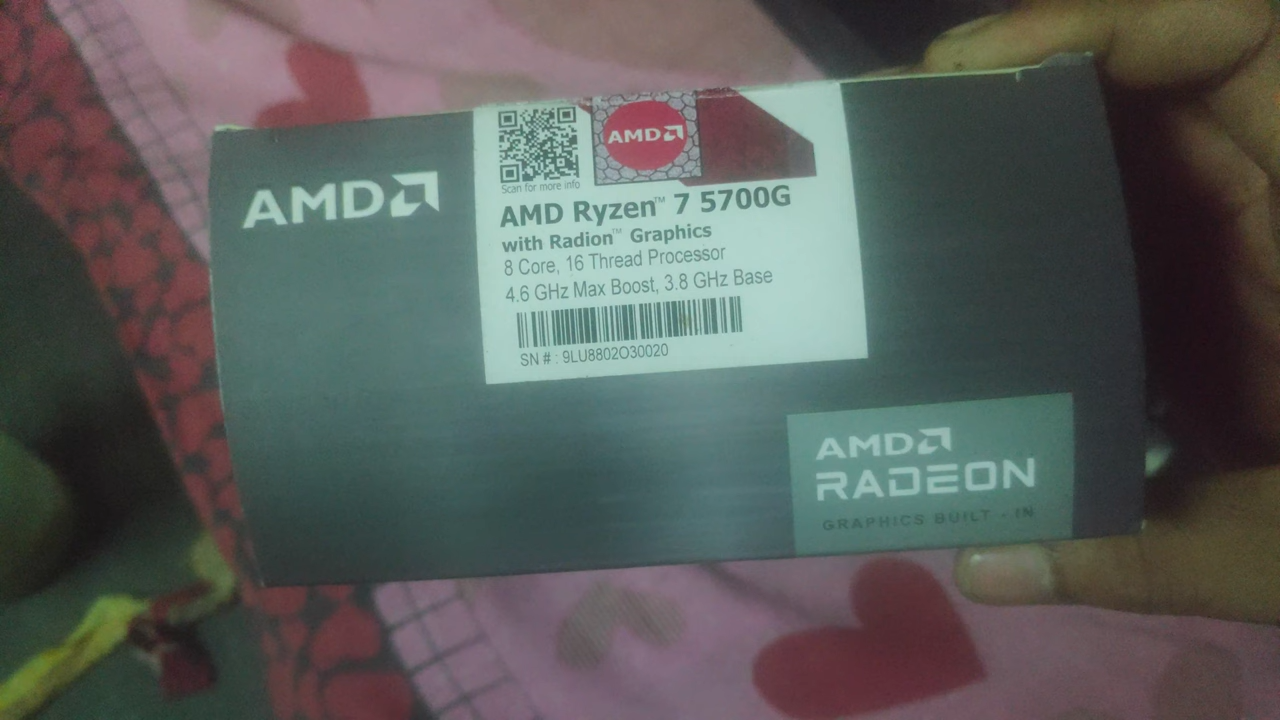 AMD
Scan for more info
AMD
AMD Ryzen™ 7 5700G
with Radion™ Graphics
8 Core, 16 Thread Processor
4.6 GHz Max Boost, 3.8 GHz Base
SN # : 9LU8802O30020
AMD
RADEON
GRAPHICS BUILT - IN